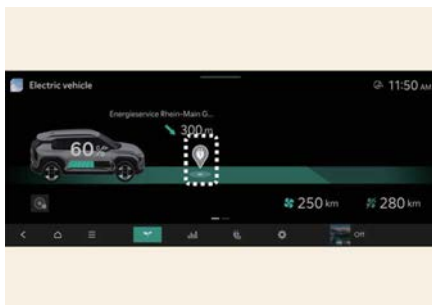 Electric vehicle
11:50 AM
Energieservice Rhein-Main G...
300 m
60%
250 km
280 km
Off